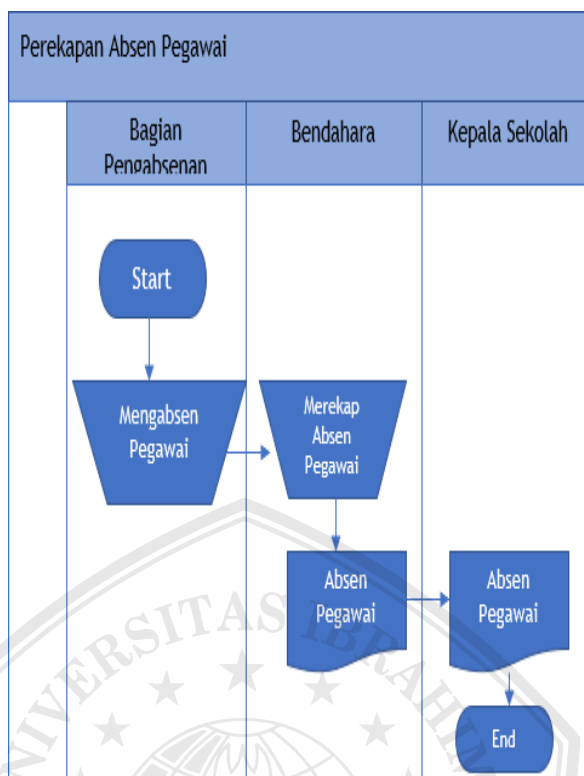 Perekapan Absen Pegawai
Bagian
Pengabsenan
Bendahara
Kepala Sekolah
Start
Mengabsen
Pegawai
Merekap
Absen
Pegawai
Absen
Pegawai
Absen
Pegawai
End